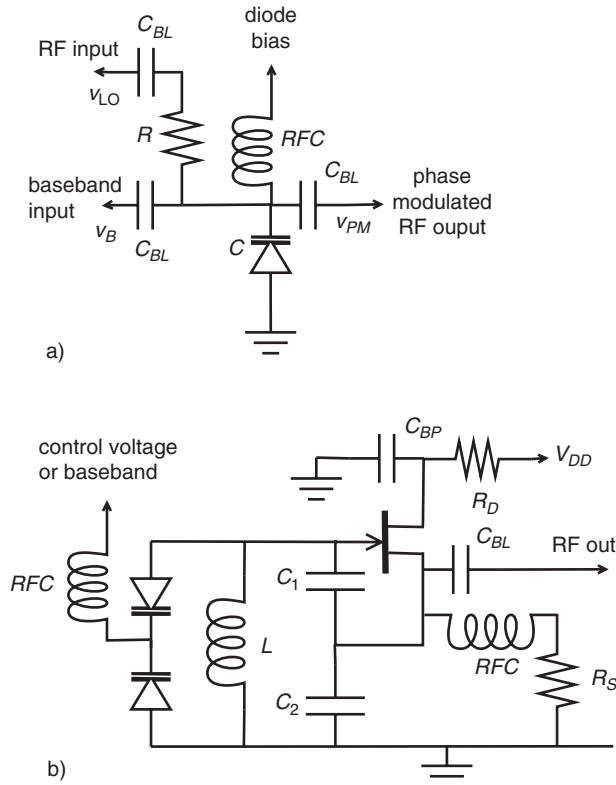 C_BL
RF input
v_LO
R
diode
bias
RFC
C_BL
baseband
input
v_B
C_BL
C
v_PM
phase
modulated
RF ouput
a)
control voltage
or baseband
C_BP
V_DD
R_D
C_BL
RF out
RFC
C_1
L
RFC
R_S
C_2
b)